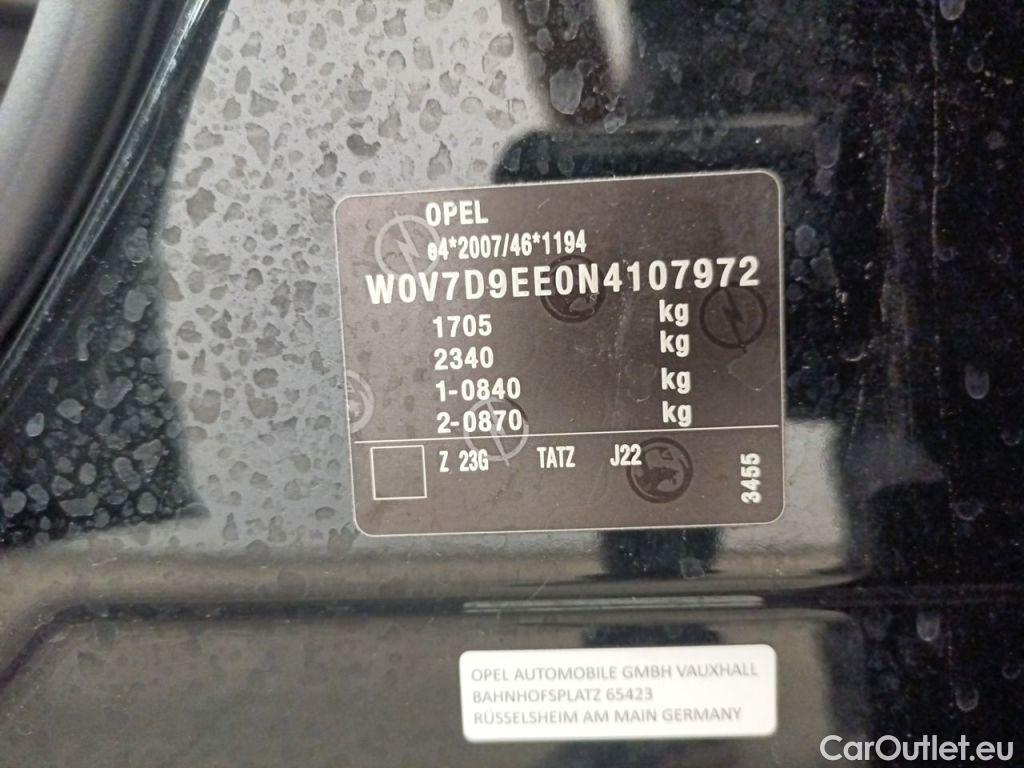 OPEL
e4*2007/46*1194
W0V7D9EE0N4107972
1705 kg
2340 kg
1-0840 kg
2-0870 kg
Z 23G TATZ J22
3455
OPEL AUTOMOBILE GMBH VAUXHALL
BAHNHOFSPLATZ 65423
RÜSSELSHEIM AM MAIN GERMANY
CarOutlet.eu